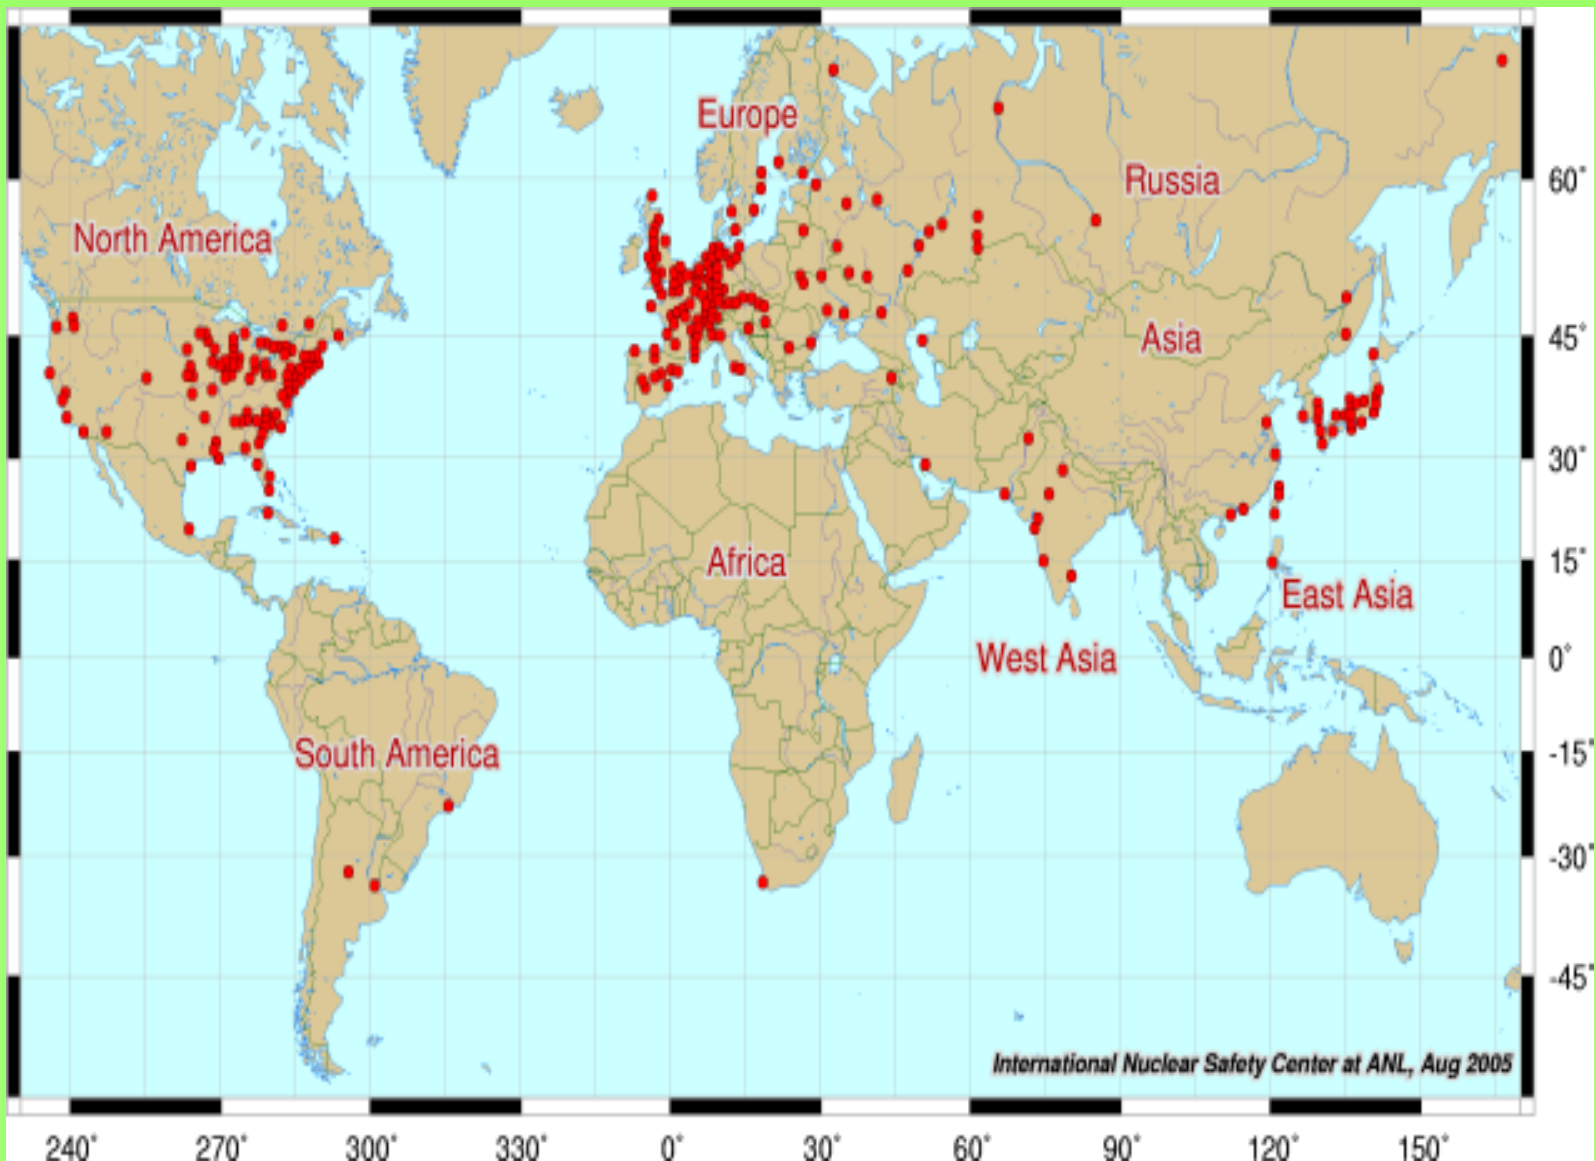 Europe
60°
Russia
North America
45°
Asia
30°
Africa
15°
East Asia
West Asia
0°
South America
-15°
-30°
-45°
International Nuclear Safety Center at ANL, Aug 2005
240° 270° 300° 330° 0° 30° 60° 90° 120° 150°